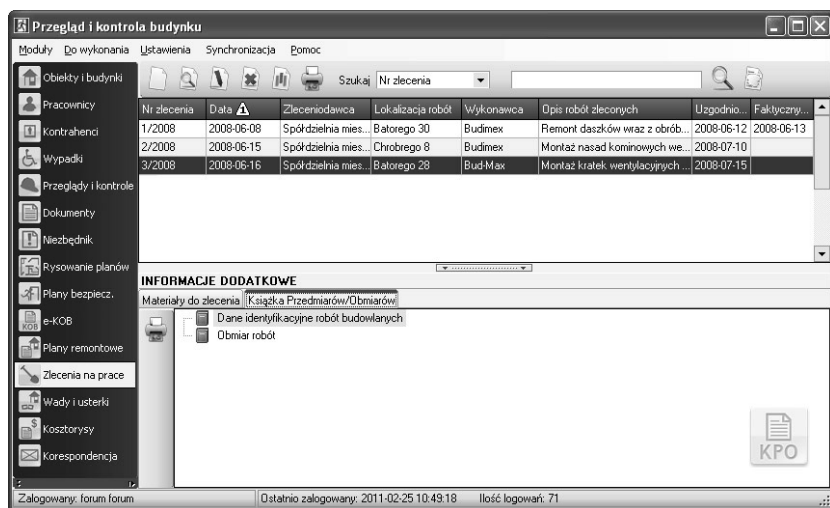 Przegląd i kontrola budynku
Moduły Do wykonania Ustawienia Synchronizacja Pomoc
Szukaj Nr zlecenia
Obiekty i budynki
Pracownicy
Kontrahenci
Wypadki
Przeglądy i kontrole
Dokumenty
Niezbędnik
Rysowanie planów
Plany bezpiecz.
KOB e-KOB
Plany remontowe
Zlecenia na prace
Wady i usterki
Kosztorysy
Korespondencja
Nr zlecenia Data Zleceniodawca Lokalizacja robót Wykonawca Opis robót zleconych Uzgodnio... Faktyczny...
1/2008 2008-06-08 Spółdzielnia mies... Batorego 30 Budimex Remont daszków wraz z obrób... 2008-06-12 2008-06-13
2/2008 2008-06-15 Spółdzielnia mies... Chrobrego 8 Budimex Montaż nasad kominowych we... 2008-07-10
3/2008 2008-06-16 Spółdzielnia mies... Batorego 28 Bud-Max Montaż kratek wentylacyjnych ... 2008-07-15
INFORMACJE DODATKOWE
Materiały do zlecenia Książka Przedmiarów/Obmiarów
Dane identyfikacyjne robót budowlanych
Obmiar robót
KPO
Zalogowany: forum forum Ostatnio zalogowany: 2011-02-25 10:49:18 Ilość logowań: 71